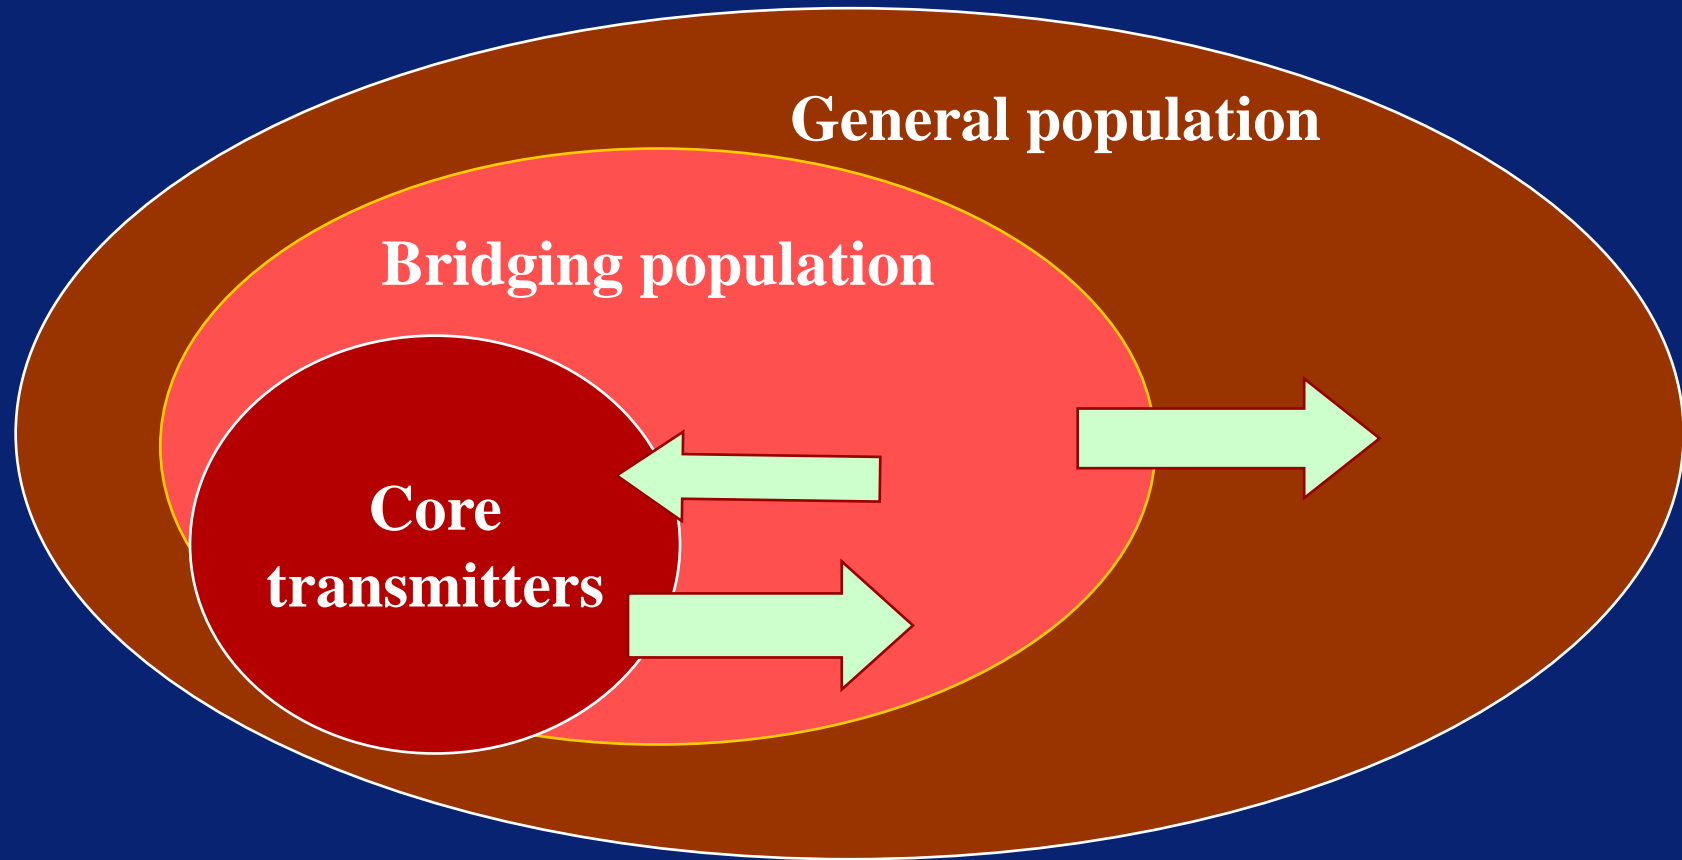 General population
Bridging population
Core
transmitters